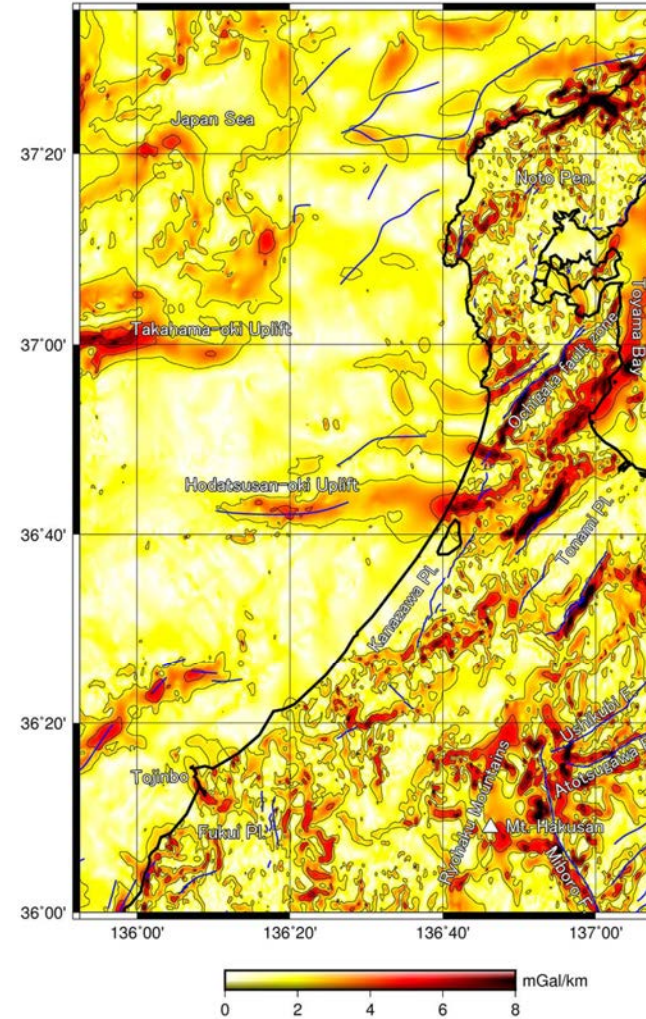 Japan Sea
37°20'
Noto Pen.
Toyama Bay
Takahama-oki Uplift
37°00'
Ochigata fault zone
Hodatsusan-oki Uplift
36°40'
Tonami Pl.
Kanazawa Pl.
36°20'
Ushikubi F.
Atotsugawa F.
Tojinbo
Ryohaku Mountains
Fukui PL.
Mt. Hakusan
Miboro F.
36°00'
136°00' 136°20' 136°40' 137°00'
mGal/km
0 2 4 6 8